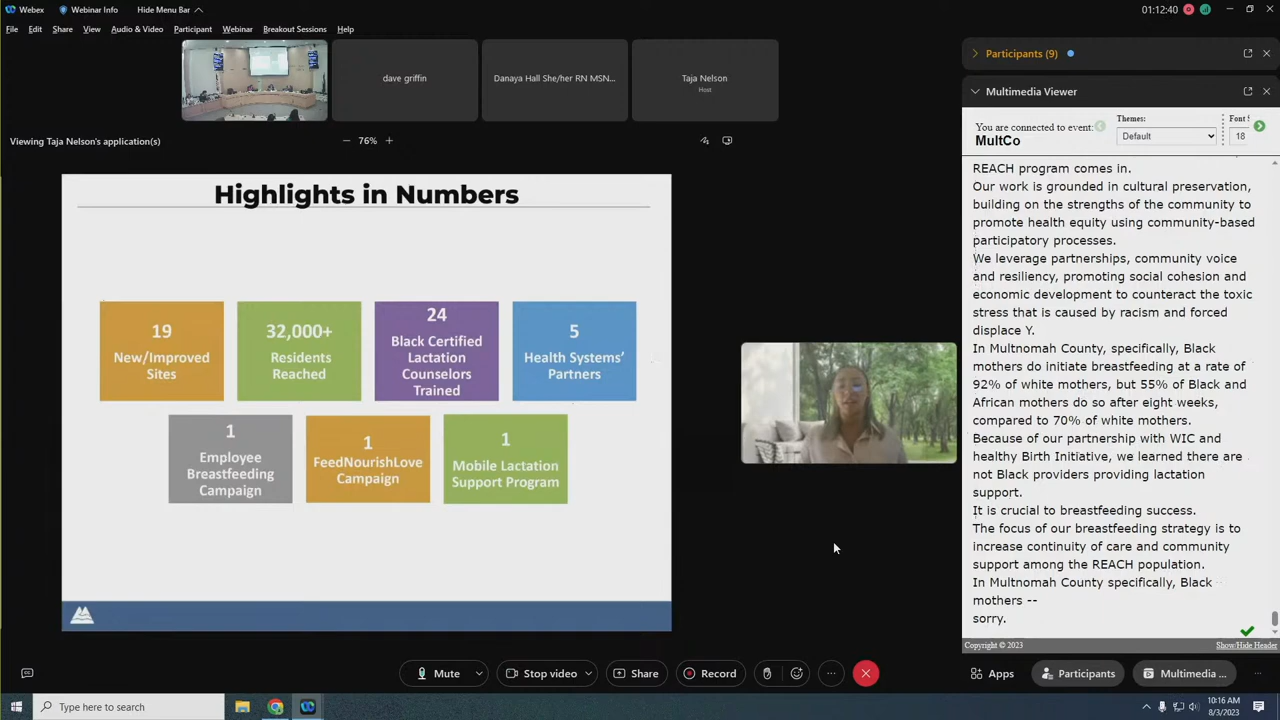 Webex
Webinar Info
Hide Menu Bar
01:12:40
File
Edit
Share
View
Audio & Video
Participant
Webinar
Breakout Sessions
Help
dave griffin
Danaya Hall She/her RN MSN...
Taja Nelson
Host
Viewing Taja Nelson's application(s)
76%
Highlights in Numbers
19
New/Improved
Sites
32,000+
Residents
Reached
24
Black Certified
Lactation
Counselors
Trained
5
Health Systems'
Partners
1
Employee
Breastfeeding
Campaign
1
FeedNourishLove
Campaign
1
Mobile Lactation
Support Program
Participants (9)
Multimedia Viewer
You are connected to event:
MultCo
Themes:
Default
Font S
18
REACH program comes in.
Our work is grounded in cultural preservation,
building on the strengths of the community to
promote health equity using community-based
participatory processes.
We leverage partnerships, community voice
and resiliency, promoting social cohesion and
economic development to counteract the toxic
stress that is caused by racism and forced
displace Y.
In Multnomah County, specifically, Black
mothers do initiate breastfeeding at a rate of
92% of white mothers, but 55% of Black and
African mothers do so after eight weeks,
compared to 70% of white mothers.
Because of our partnership with WIC and
healthy Birth Initiative, we learned there are
not Black providers providing lactation
support.
It is crucial to breastfeeding success.
The focus of our breastfeeding strategy is to
increase continuity of care and community
support among the REACH population.
In Multnomah County specifically, Black
mothers --
sorry.
Copyright © 2023
Show/Hide Header
Mute
Stop video
Share
Record
Apps
Participants
Multimedia ...
Type here to search
10:16 AM
8/3/2023